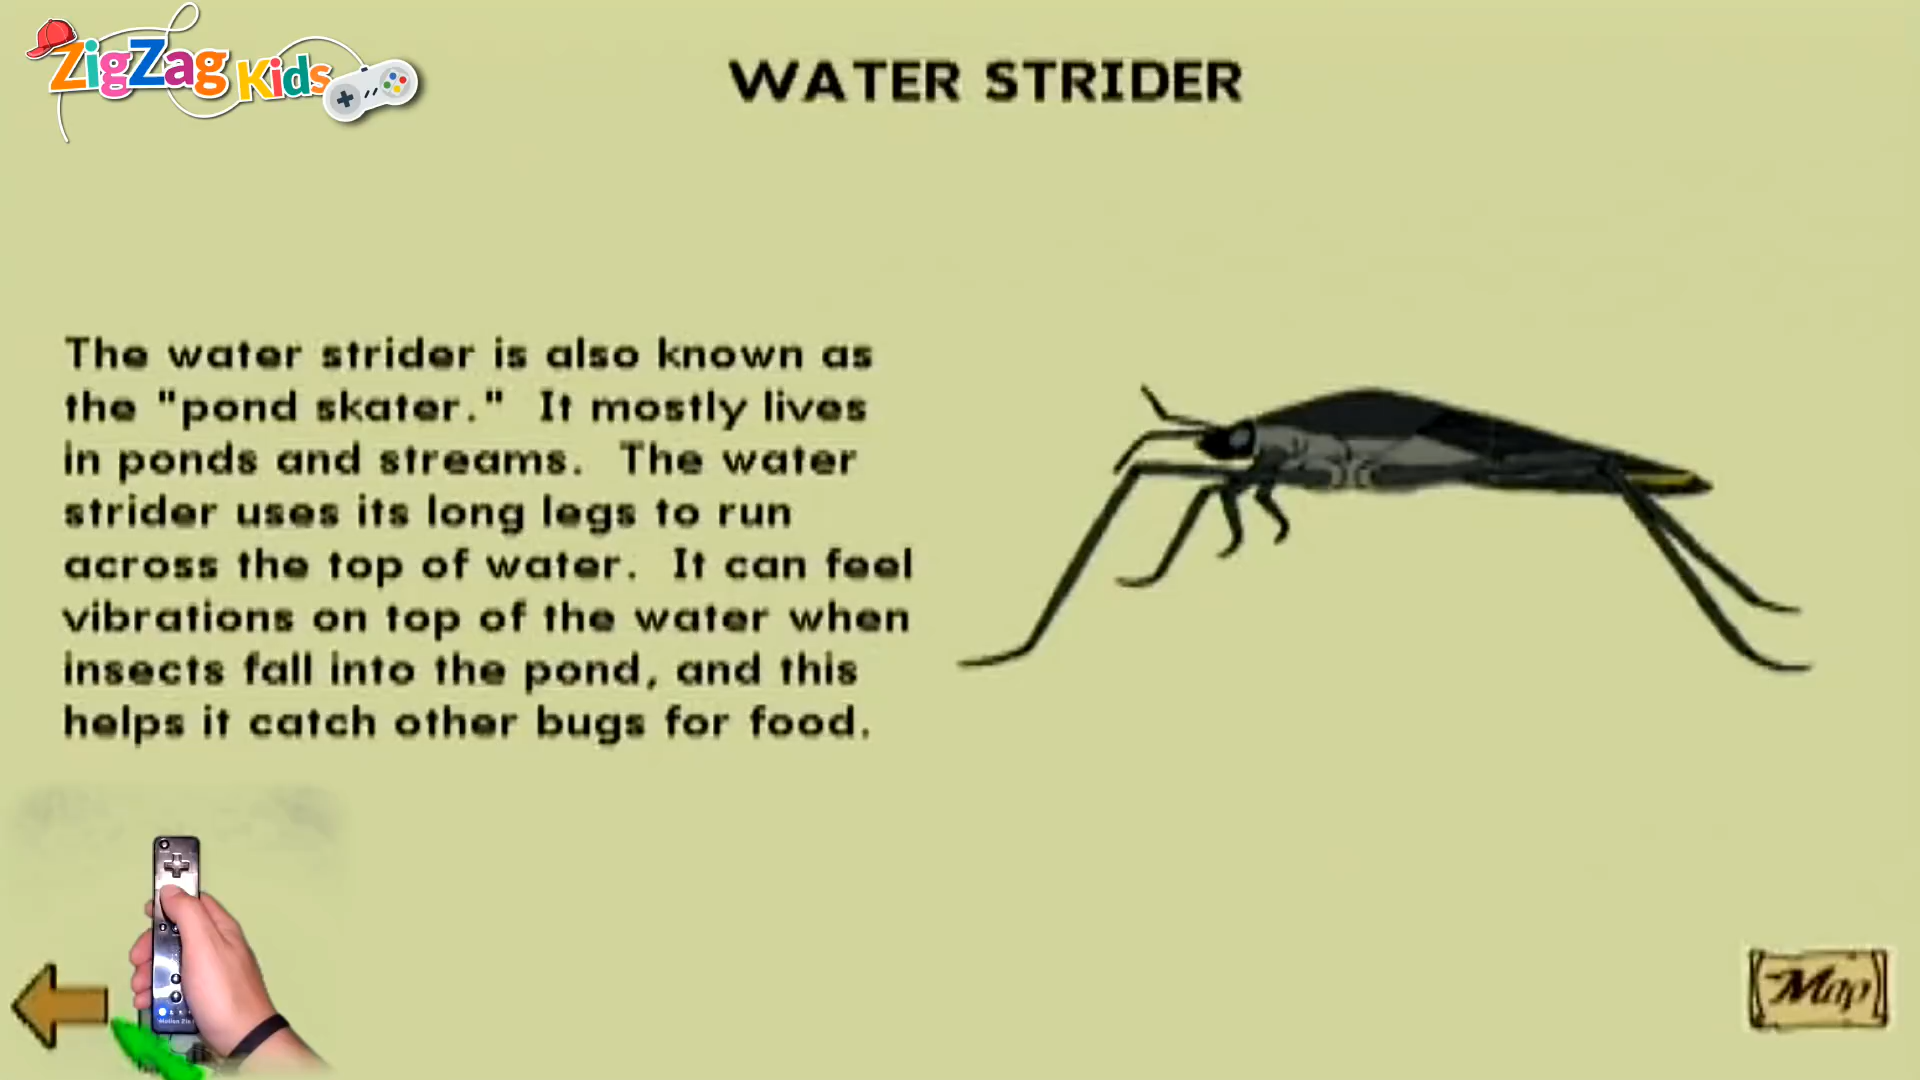 ZigZag Kids
WATER STRIDER
The water strider is also known as
the "pond skater." It mostly lives
in ponds and streams. The water
strider uses its long legs to run
across the top of water. It can feel
vibrations on top of the water when
insects fall into the pond, and this
helps it catch other bugs for food.
Map